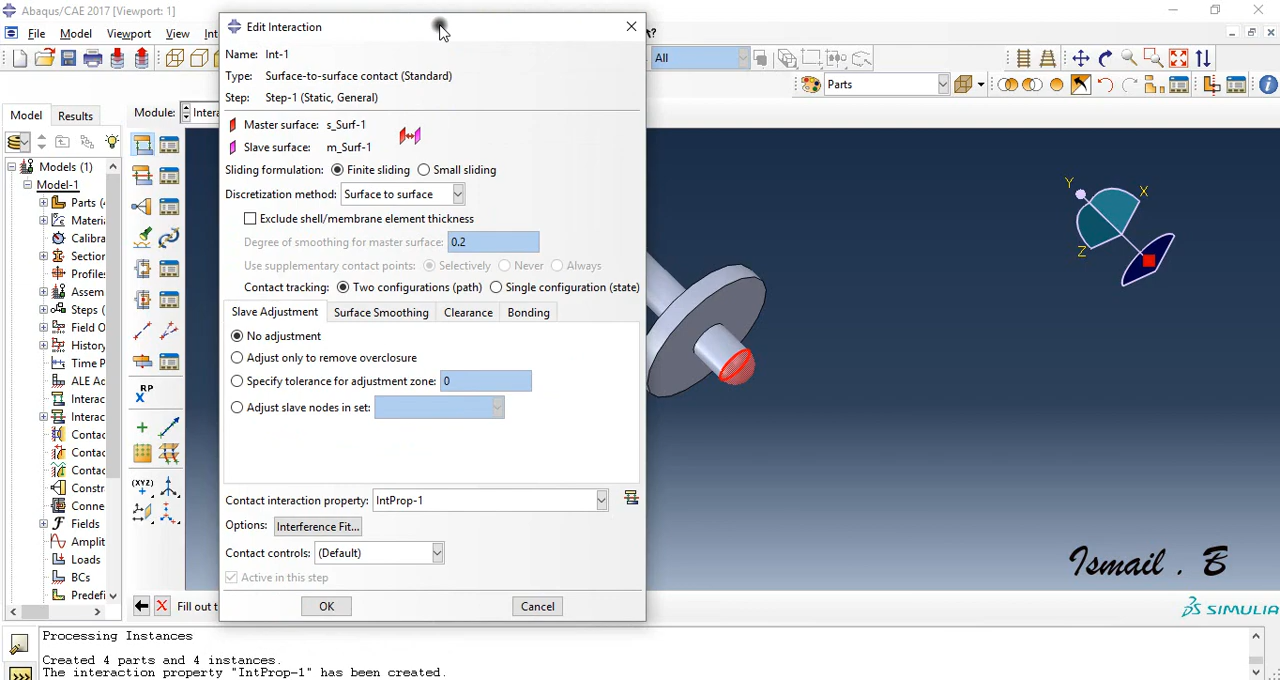 Abaqus/CAE 2017 [Viewport: 1]
File Model Viewport View Int ?
All
Parts
Model Results Module: Intera
Models (1)
Model-1
Parts (4
Materia
Calibra
Section
Profiles
Assem
Steps (
Field O
History
Time P
ALE Ad
Interac
Interac
Contac
Contac
Contac
Constr
Conne
Fields
Amplit
Loads
BCs
Predefi
RP
(XYZ)
Edit Interaction
Name: Int-1
Type: Surface-to-surface contact (Standard)
Step: Step-1 (Static, General)
Master surface: s_Surf-1
Slave surface: m_Surf-1
Sliding formulation: Finite sliding Small sliding
Discretization method: Surface to surface
Exclude shell/membrane element thickness
Degree of smoothing for master surface: 0.2
Use supplementary contact points: Selectively Never Always
Contact tracking: Two configurations (path) Single configuration (state)
Slave Adjustment Surface Smoothing Clearance Bonding
No adjustment
Adjust only to remove overclosure
Specify tolerance for adjustment zone: 0
Adjust slave nodes in set:
Contact interaction property: IntProp-1
Options: Interference Fit...
Contact controls: (Default)
Active in this step
OK Cancel
Y X
Z
Ismail . B
SIMULIA
Fill out t
Processing Instances
Created 4 parts and 4 instances.
The interaction property "IntProp-1" has been created.
>>>